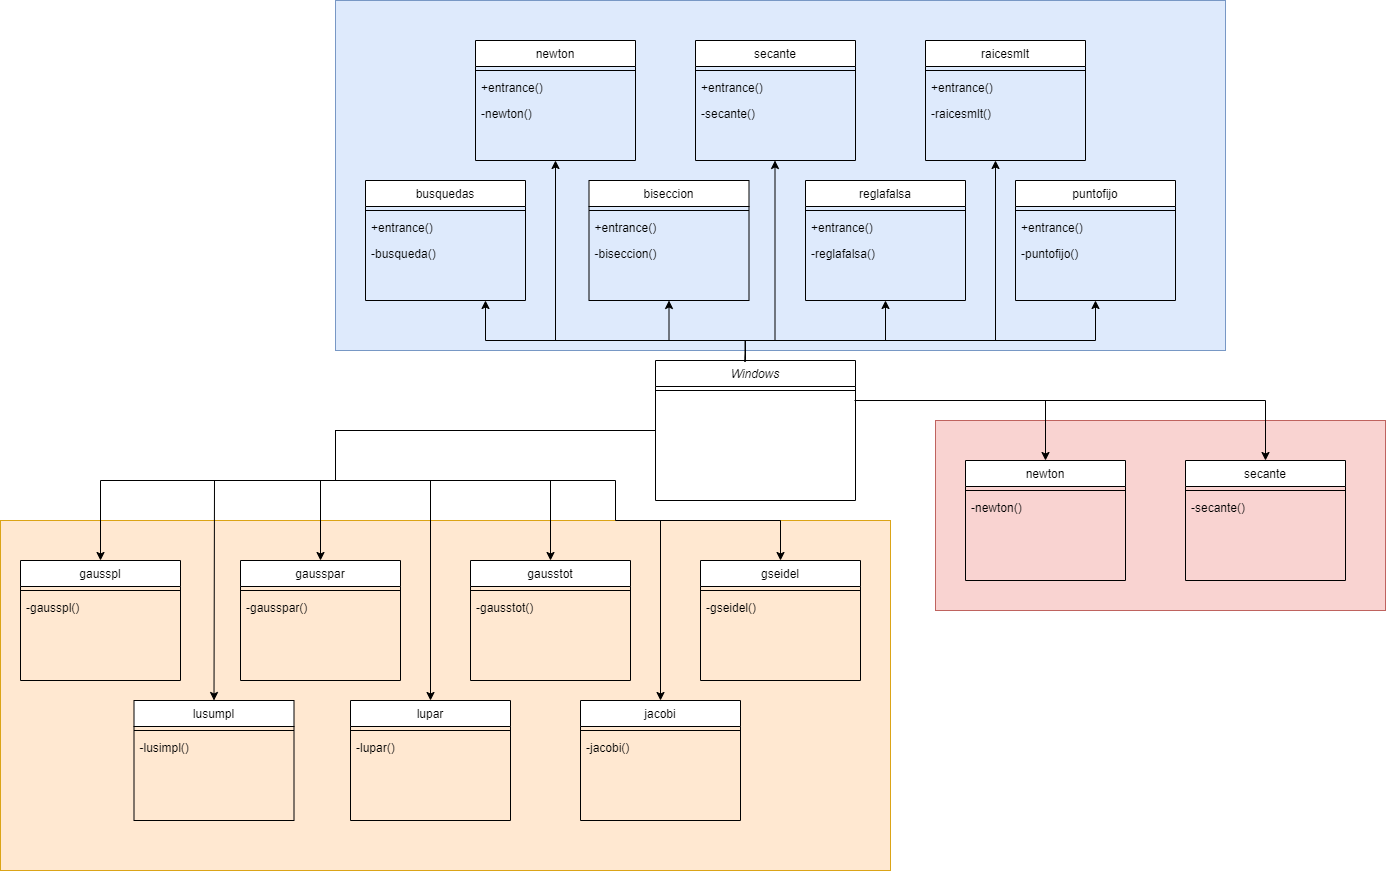 newton
+entrance()
-newton()
secante
+entrance()
-secante()
raicesmlt
+entrance()
-raicesmlt()
busquedas
+entrance()
-busqueda()
biseccion
+entrance()
-biseccion()
reglafalsa
+entrance()
-reglafalsa()
puntofijo
+entrance()
-puntofijo()
Windows
newton
-newton()
secante
-secante()
gausspl
-gausspl()
gausspar
-gausspar()
gausstot
-gausstot()
gseidel
-gseidel()
lusumpl
-lusimpl()
lupar
-lupar()
jacobi
-jacobi()